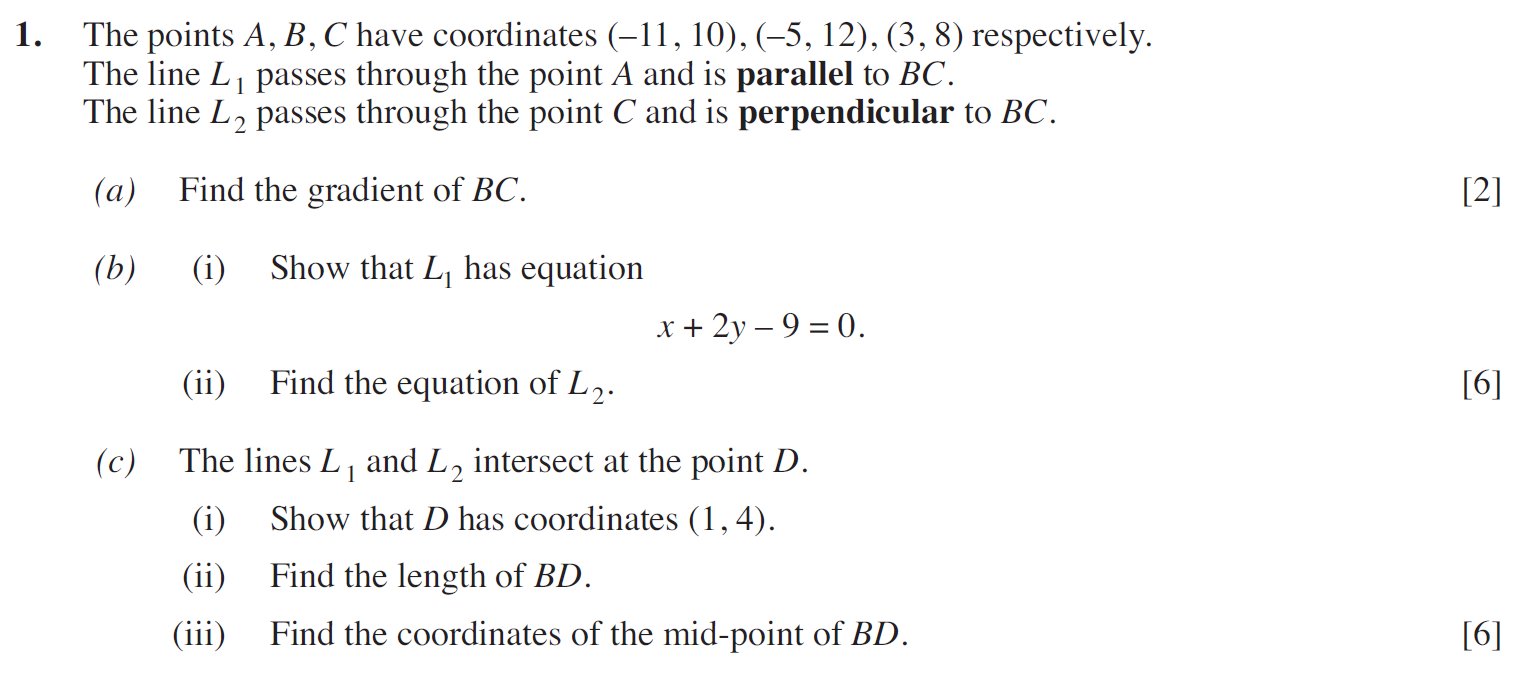 1. The points A, B, C have coordinates (–11, 10), (–5, 12), (3, 8) respectively.
The line L₁ passes through the point A and is parallel to BC.
The line L₂ passes through the point C and is perpendicular to BC.
(a) Find the gradient of BC. [2]
(b) (i) Show that L₁ has equation
x + 2y – 9 = 0.
(ii) Find the equation of L₂. [6]
(c) The lines L₁ and L₂ intersect at the point D.
(i) Show that D has coordinates (1, 4).
(ii) Find the length of BD.
(iii) Find the coordinates of the mid-point of BD. [6]